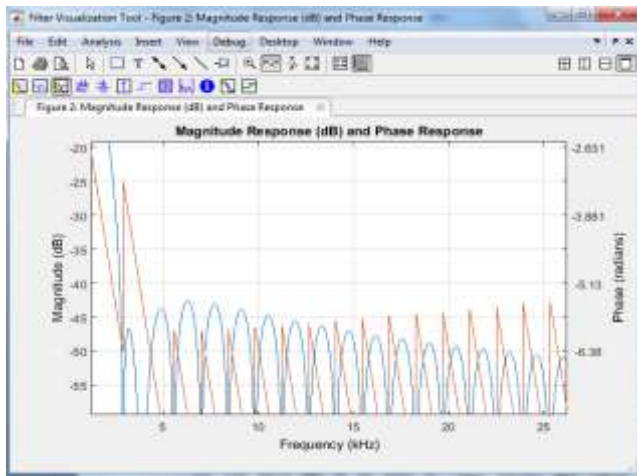 Filter Visualization Tool - Figure 2: Magnitude Response (dB) and Phase Response
File Edit Analysis Insert View Debug Desktop Window Help
Figure 2: Magnitude Response (dB) and Phase Response
Magnitude Response (dB) and Phase Response
-20
-25
-30
-35
-40
-45
-50
-55
Magnitude (dB)
-2.631
-3.881
-5.13
-6.38
Phase (radians)
5 10 15 20 25
Frequency (kHz)